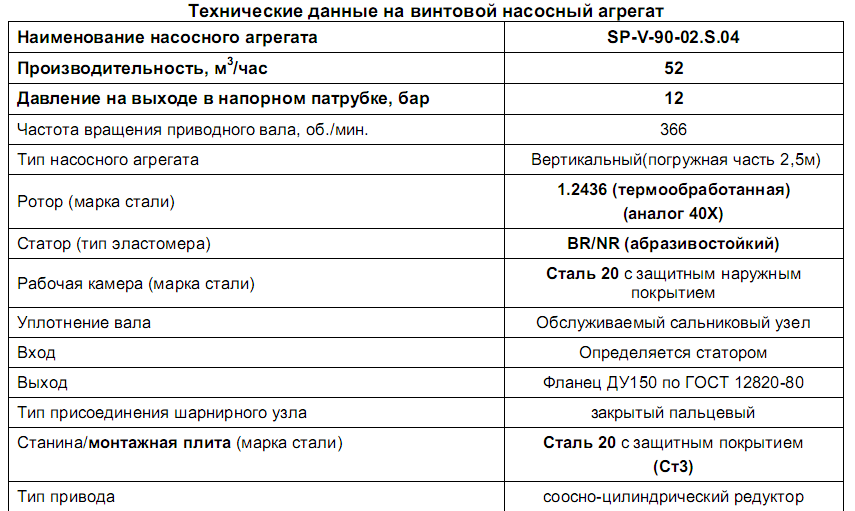 Технические данные на винтовой насосный агрегат
Наименование насосного агрегата SP-V-90-02.S.04
Производительность, м³/час 52
Давление на выходе в напорном патрубке, бар 12
Частота вращения приводного вала, об./мин. 366
Тип насосного агрегата Вертикальный(погружная часть 2,5м)
Ротор (марка стали) 1.2436 (термообработанная)
(аналог 40Х)
Статор (тип эластомера) BR/NR (абразивостойкий)
Рабочая камера (марка стали) Сталь 20 с защитным наружным
покрытием
Уплотнение вала Обслуживаемый сальниковый узел
Вход Определяется статором
Выход Фланец ДУ150 по ГОСТ 12820-80
Тип присоединения шарнирного узла закрытый пальцевый
Станина/монтажная плита (марка стали) Сталь 20 с защитным покрытием
(Ст3)
Тип привода соосно-цилиндрический редуктор